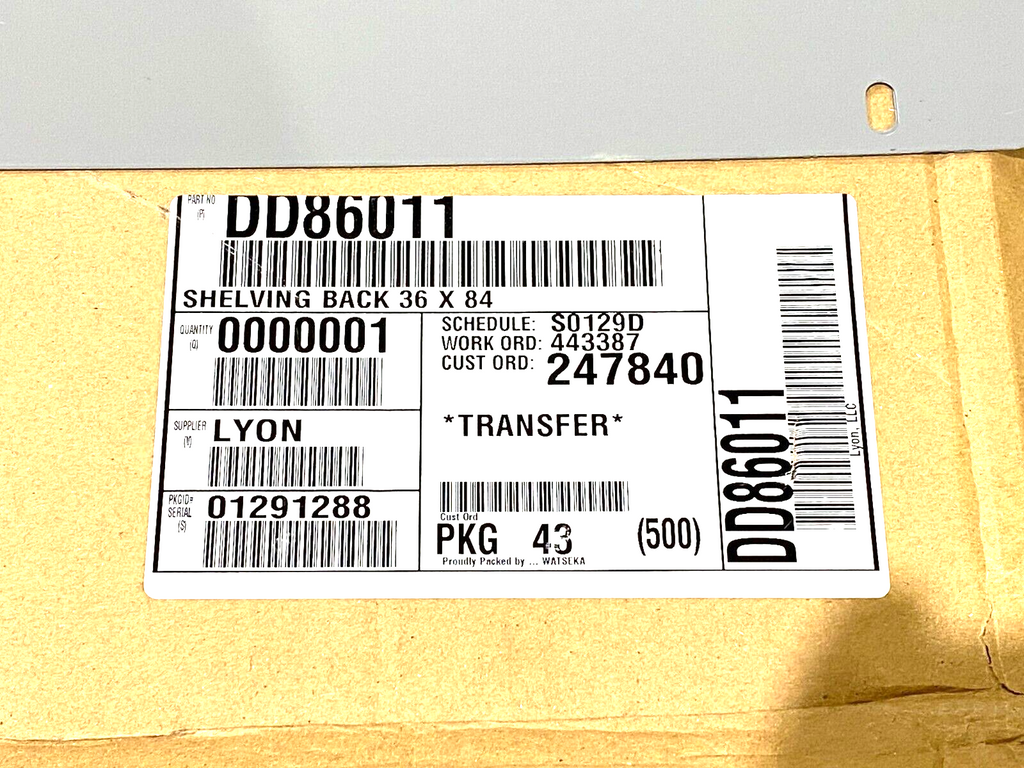 PART NO
(P)
DD86011
SHELVING BACK 36 X 84
QUANTITY
(Q)
0000001
SCHEDULE: S0129D
WORK ORD: 443387
CUST ORD: 247840
SUPPLIER
(V)
LYON
*TRANSFER*
PKGID=
SERIAL
(S)
01291288
Cust Ord
PKG 43 (500)
Proudly Packed by ... WATSEKA
DD86011
Lyon, LLC